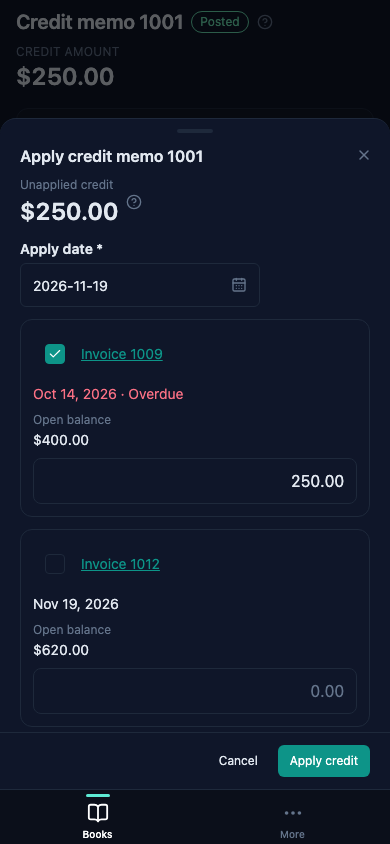 Credit memo 1001 Posted
CREDIT AMOUNT
$250.00
Apply credit memo 1001
Unapplied credit
$250.00
Apply date *
2026-11-19
Invoice 1009
Oct 14, 2026 · Overdue
Open balance
$400.00
250.00
Invoice 1012
Nov 19, 2026
Open balance
$620.00
0.00
Cancel Apply credit
Books More